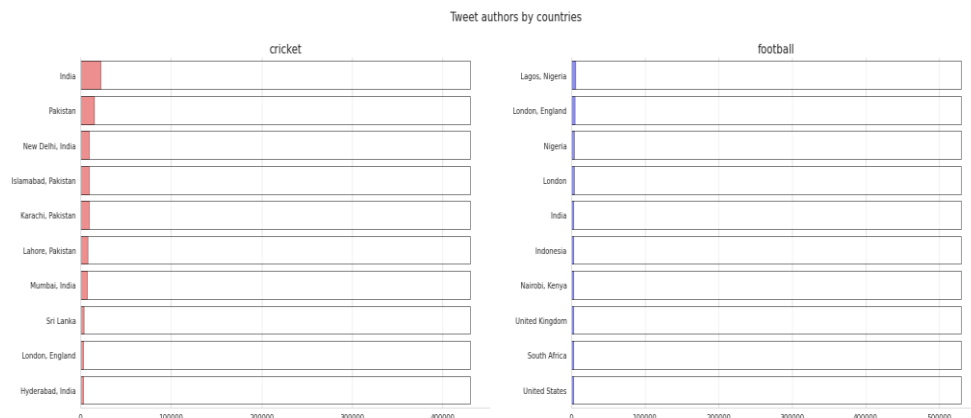 Tweet authors by countries
cricket
India
Pakistan
New Delhi, India
Islamabad, Pakistan
Karachi, Pakistan
Lahore, Pakistan
Mumbai, India
Sri Lanka
London, England
Hyderabad, India
0 100000 200000 300000 400000
football
Lagos, Nigeria
London, England
Nigeria
London
India
Indonesia
Nairobi, Kenya
United Kingdom
South Africa
United States
0 100000 200000 300000 400000 500000